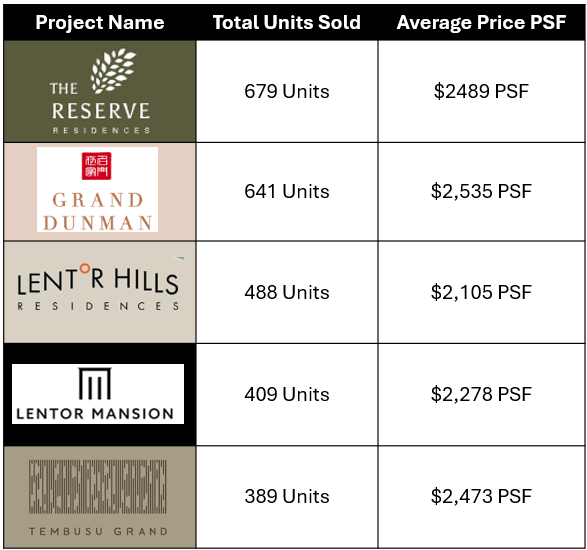 Project Name Total Units Sold Average Price PSF
THE
RESERVE
RESIDENCES
679 Units $2489 PSF
名門
GRAND
DUNMAN
641 Units $2,535 PSF
LENTOR HILLS
RESIDENCES
488 Units $2,105 PSF
LENTOR MANSION
409 Units $2,278 PSF
TEMBUSU GRAND
389 Units $2,473 PSF